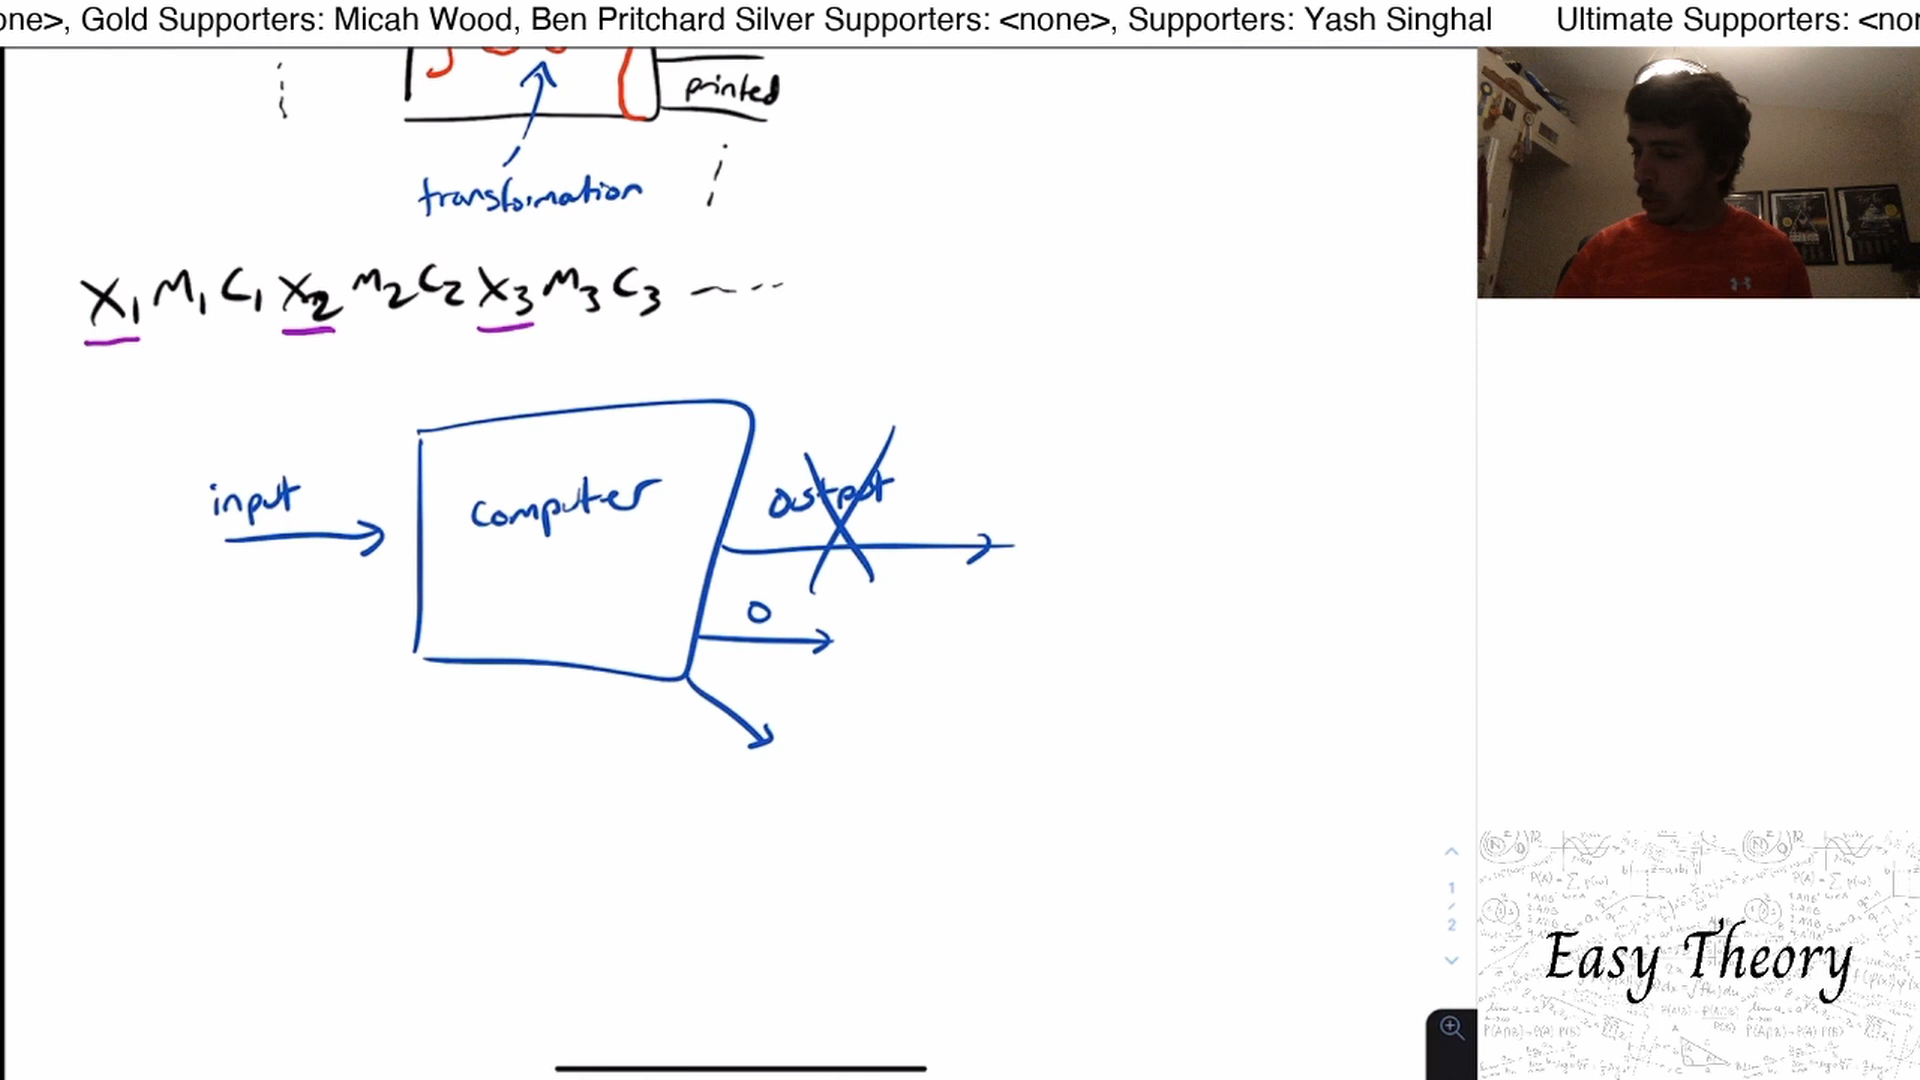 one>, Gold Supporters: Micah Wood, Ben Pritchard Silver Supporters: <none>, Supporters: Yash Singhal Ultimate Supporters: <nor
printed
transformation
X1 M1 C1 X2 M2 C2 X3 M3 C3 ----
input
computer
output
0
1
2
Easy Theory